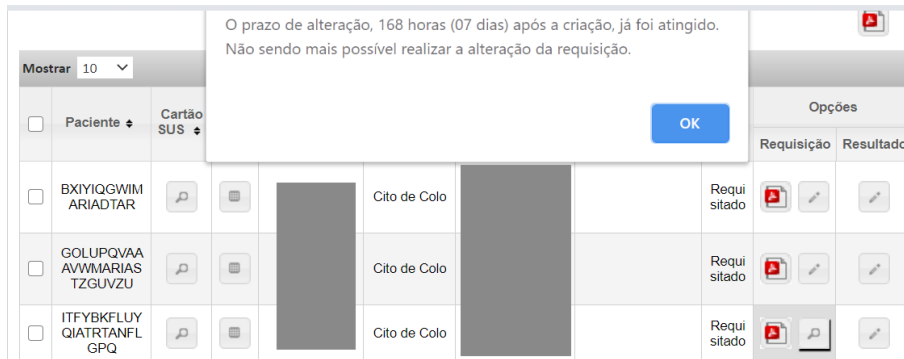 O prazo de alteração, 168 horas (07 dias) após a criação, já foi atingido.
Não sendo mais possível realizar a alteração da requisição.
OK
Mostrar 10
Paciente
Cartão
SUS
Opções
Requisição Resultado
BXIYIQGWIM
ARIADTAR
Cito de Colo
Requi
sitado
GOLUPQVAA
AVWMARIAS
TZGUVZU
Cito de Colo
Requi
sitado
ITFYBKFLUY
QIATRTANFL
GPQ
Cito de Colo
Requi
sitado